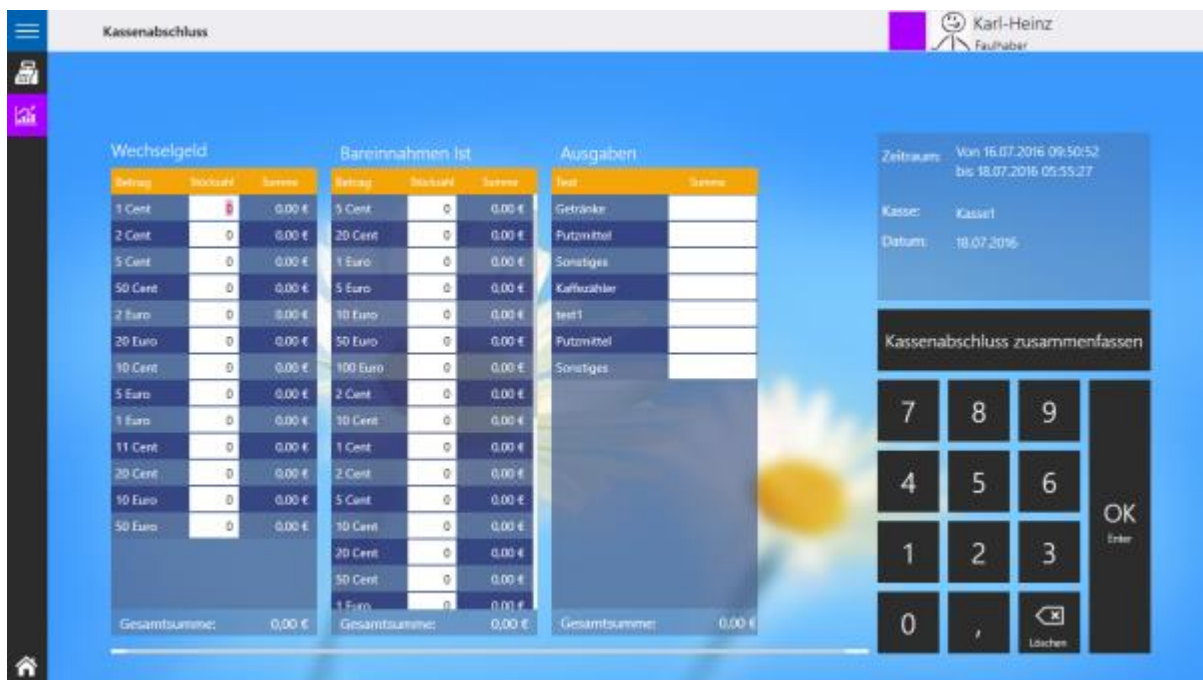 Kassenabschluss
Karl-Heinz
Faulhaber
Wechselgeld
Betrag Stückzahl Summe
1 Cent 0 0,00 €
2 Cent 0 0,00 €
5 Cent 0 0,00 €
50 Cent 0 0,00 €
2 Euro 0 0,00 €
20 Euro 0 0,00 €
10 Cent 0 0,00 €
5 Euro 0 0,00 €
1 Euro 0 0,00 €
11 Cent 0 0,00 €
20 Cent 0 0,00 €
10 Euro 0 0,00 €
50 Euro 0 0,00 €
Gesamtsumme: 0,00 €
Bareinnahmen Ist
Betrag Stückzahl Summe
5 Cent 0 0,00 €
20 Cent 0 0,00 €
1 Euro 0 0,00 €
5 Euro 0 0,00 €
10 Euro 0 0,00 €
50 Euro 0 0,00 €
100 Euro 0 0,00 €
2 Cent 0 0,00 €
10 Cent 0 0,00 €
1 Cent 0 0,00 €
2 Cent 0 0,00 €
5 Cent 0 0,00 €
10 Cent 0 0,00 €
20 Cent 0 0,00 €
50 Cent 0 0,00 €
1 Euro 0 0,00 €
Gesamtsumme: 0,00 €
Ausgaben
Text Summe
Getränke
Putzmittel
Sonstiges
Kaffezähler
text1
Putzmittel
Sonstiges
Gesamtsumme: 0,00 €
Zeitraum: Von 16.07.2016 09:50:52
bis 18.07.2016 05:55:27
Kasse: Kasse1
Datum: 18.07.2016
Kassenabschluss zusammenfassen
7 8 9
4 5 6
1 2 3
0 ,
Löschen
OK
Enter